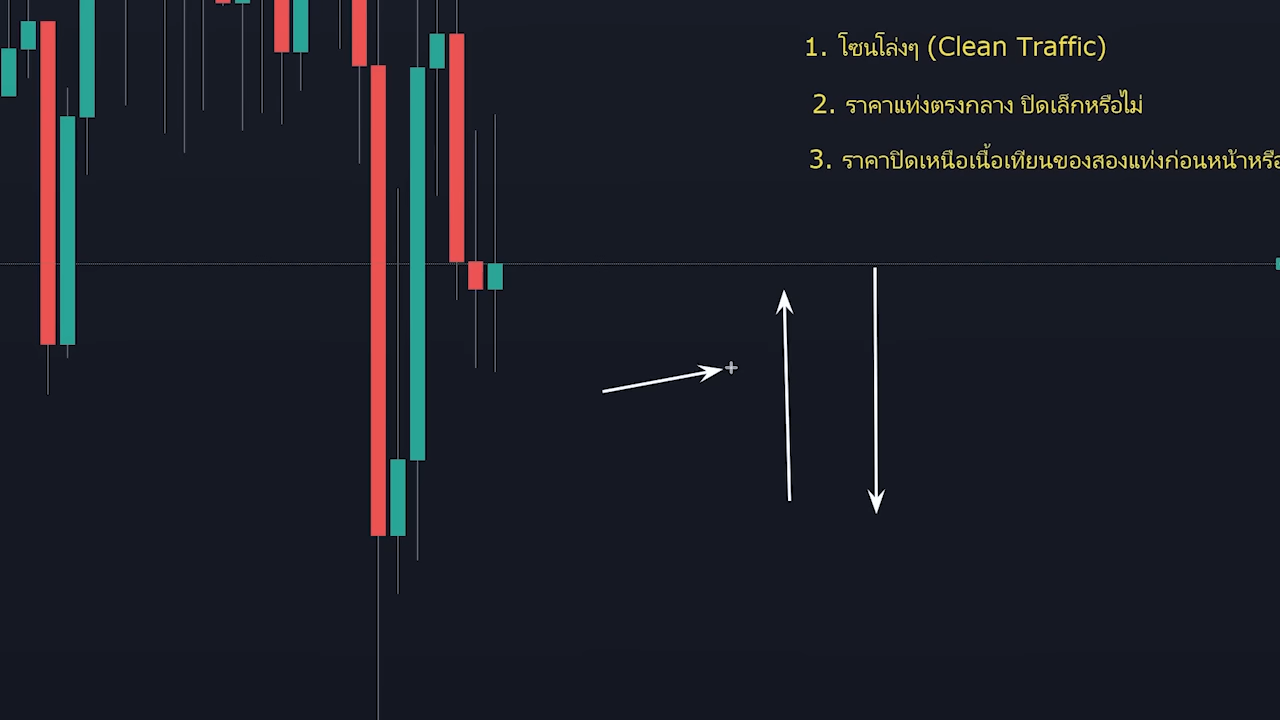 1. โซนโล่งๆ (Clean Traffic)
2. ราคาแท่งตรงกลาง ปิดเล็กหรือไม่
3. ราคาปิดเหนือเนื้อเทียนของสองแท่งก่อนหน้าหรือ